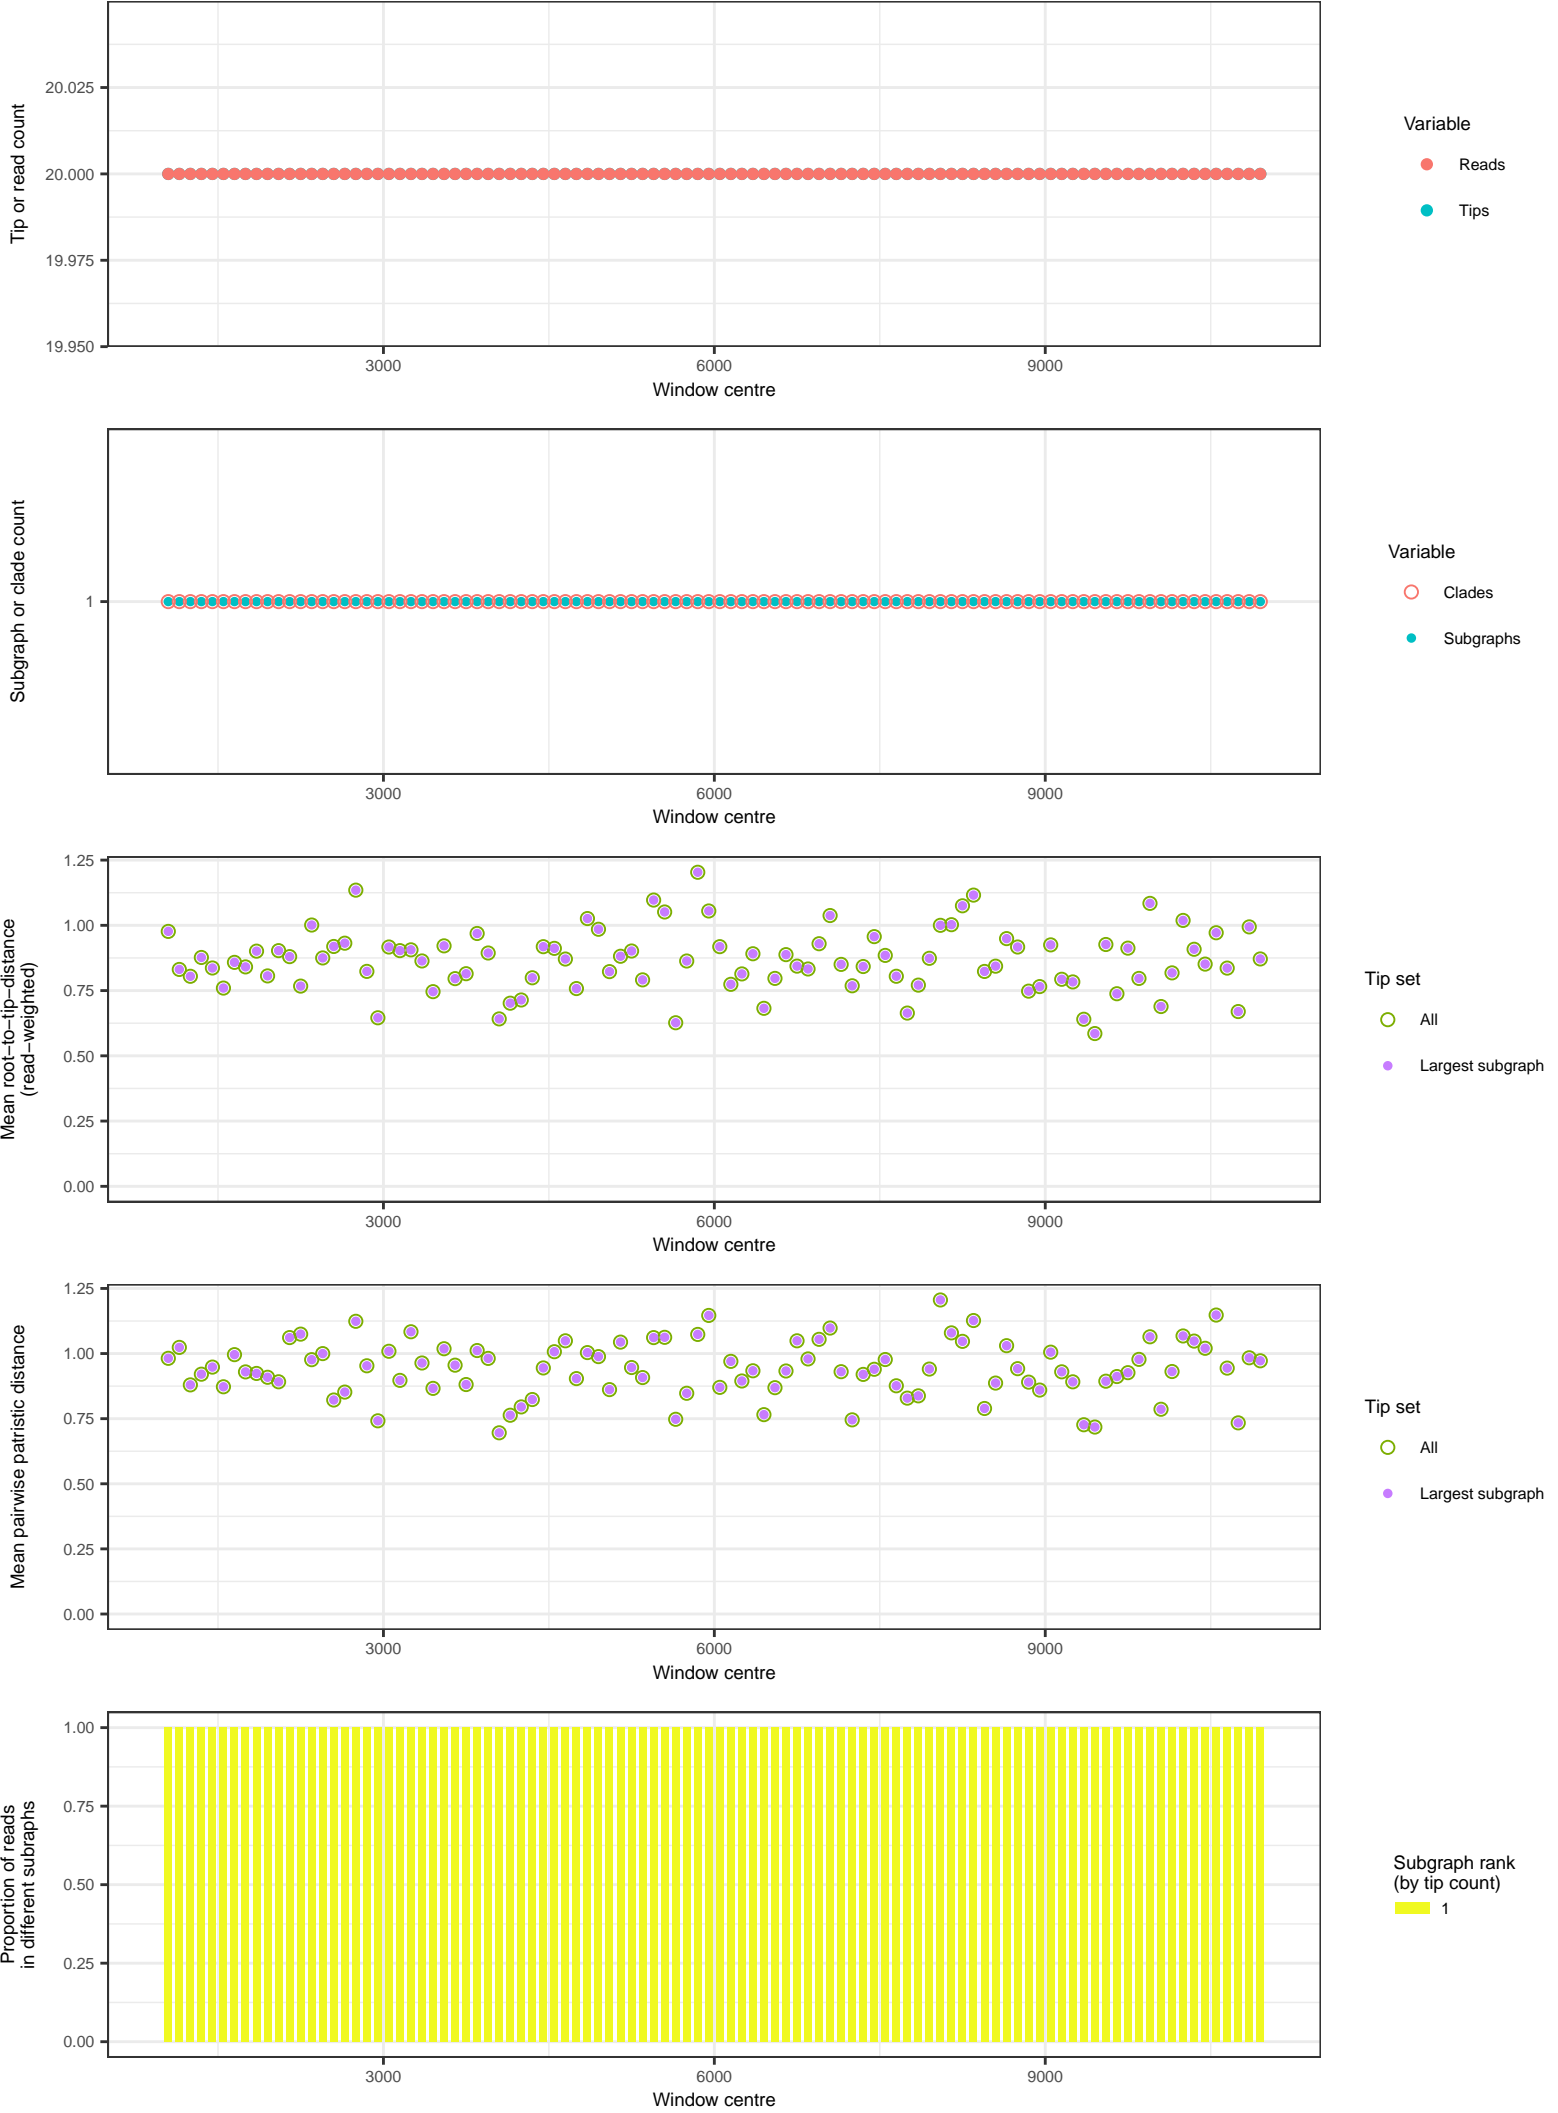 20.025
20.000
19.975
19.950
Tip or read count
3000 6000 9000
Window centre
Variable
Reads
Tips
1
Subgraph or clade count
3000 6000 9000
Window centre
Variable
Clades
Subgraphs
1.25
1.00
0.75
0.50
0.25
0.00
Mean root−to−tip−distance
(read−weighted)
3000 6000 9000
Window centre
Tip set
All
Largest subgraph
1.25
1.00
0.75
0.50
0.25
0.00
Mean pairwise patristic distance
3000 6000 9000
Window centre
Tip set
All
Largest subgraph
1.00
0.75
0.50
0.25
0.00
Proportion of reads
in different subraphs
3000 6000 9000
Window centre
Subgraph rank
(by tip count)
1